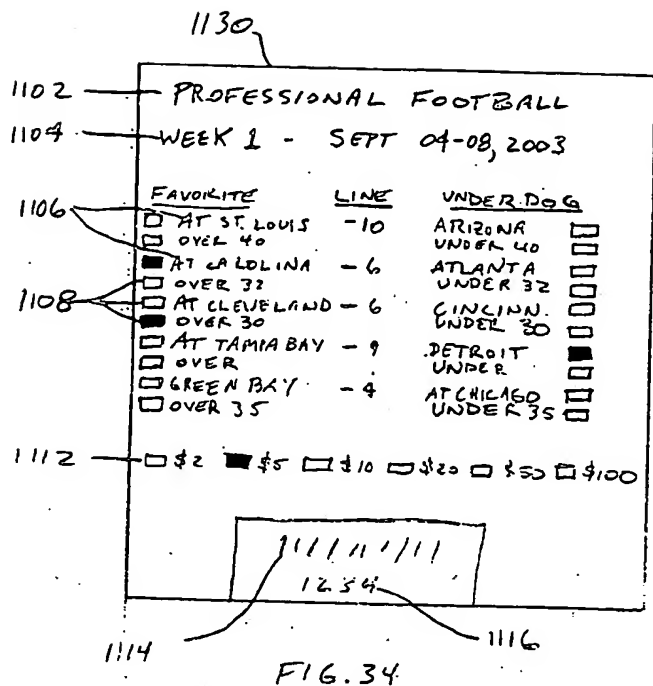 1130
1102 PROFESSIONAL FOOTBALL
1104 WEEK 1 - SEPT 04-08, 2003
FAVORITE LINE UNDERDOG
1106 AT ST. LOUIS -10 ARIZONA
OVER 40 UNDER 40
AT CALOLINA -6 ATLANTA
OVER 32 UNDER 32
1108 AT CLEVELAND -6 CINCINN.
OVER 30 UNDER 30
AT TAMPA BAY -9 DETROIT
OVER UNDER
GREEN BAY -4 AT CHICAGO
OVER 35 UNDER 35
1112 $2 $5 $10 $20 $50 $100
1234
1114 1116
FIG. 34